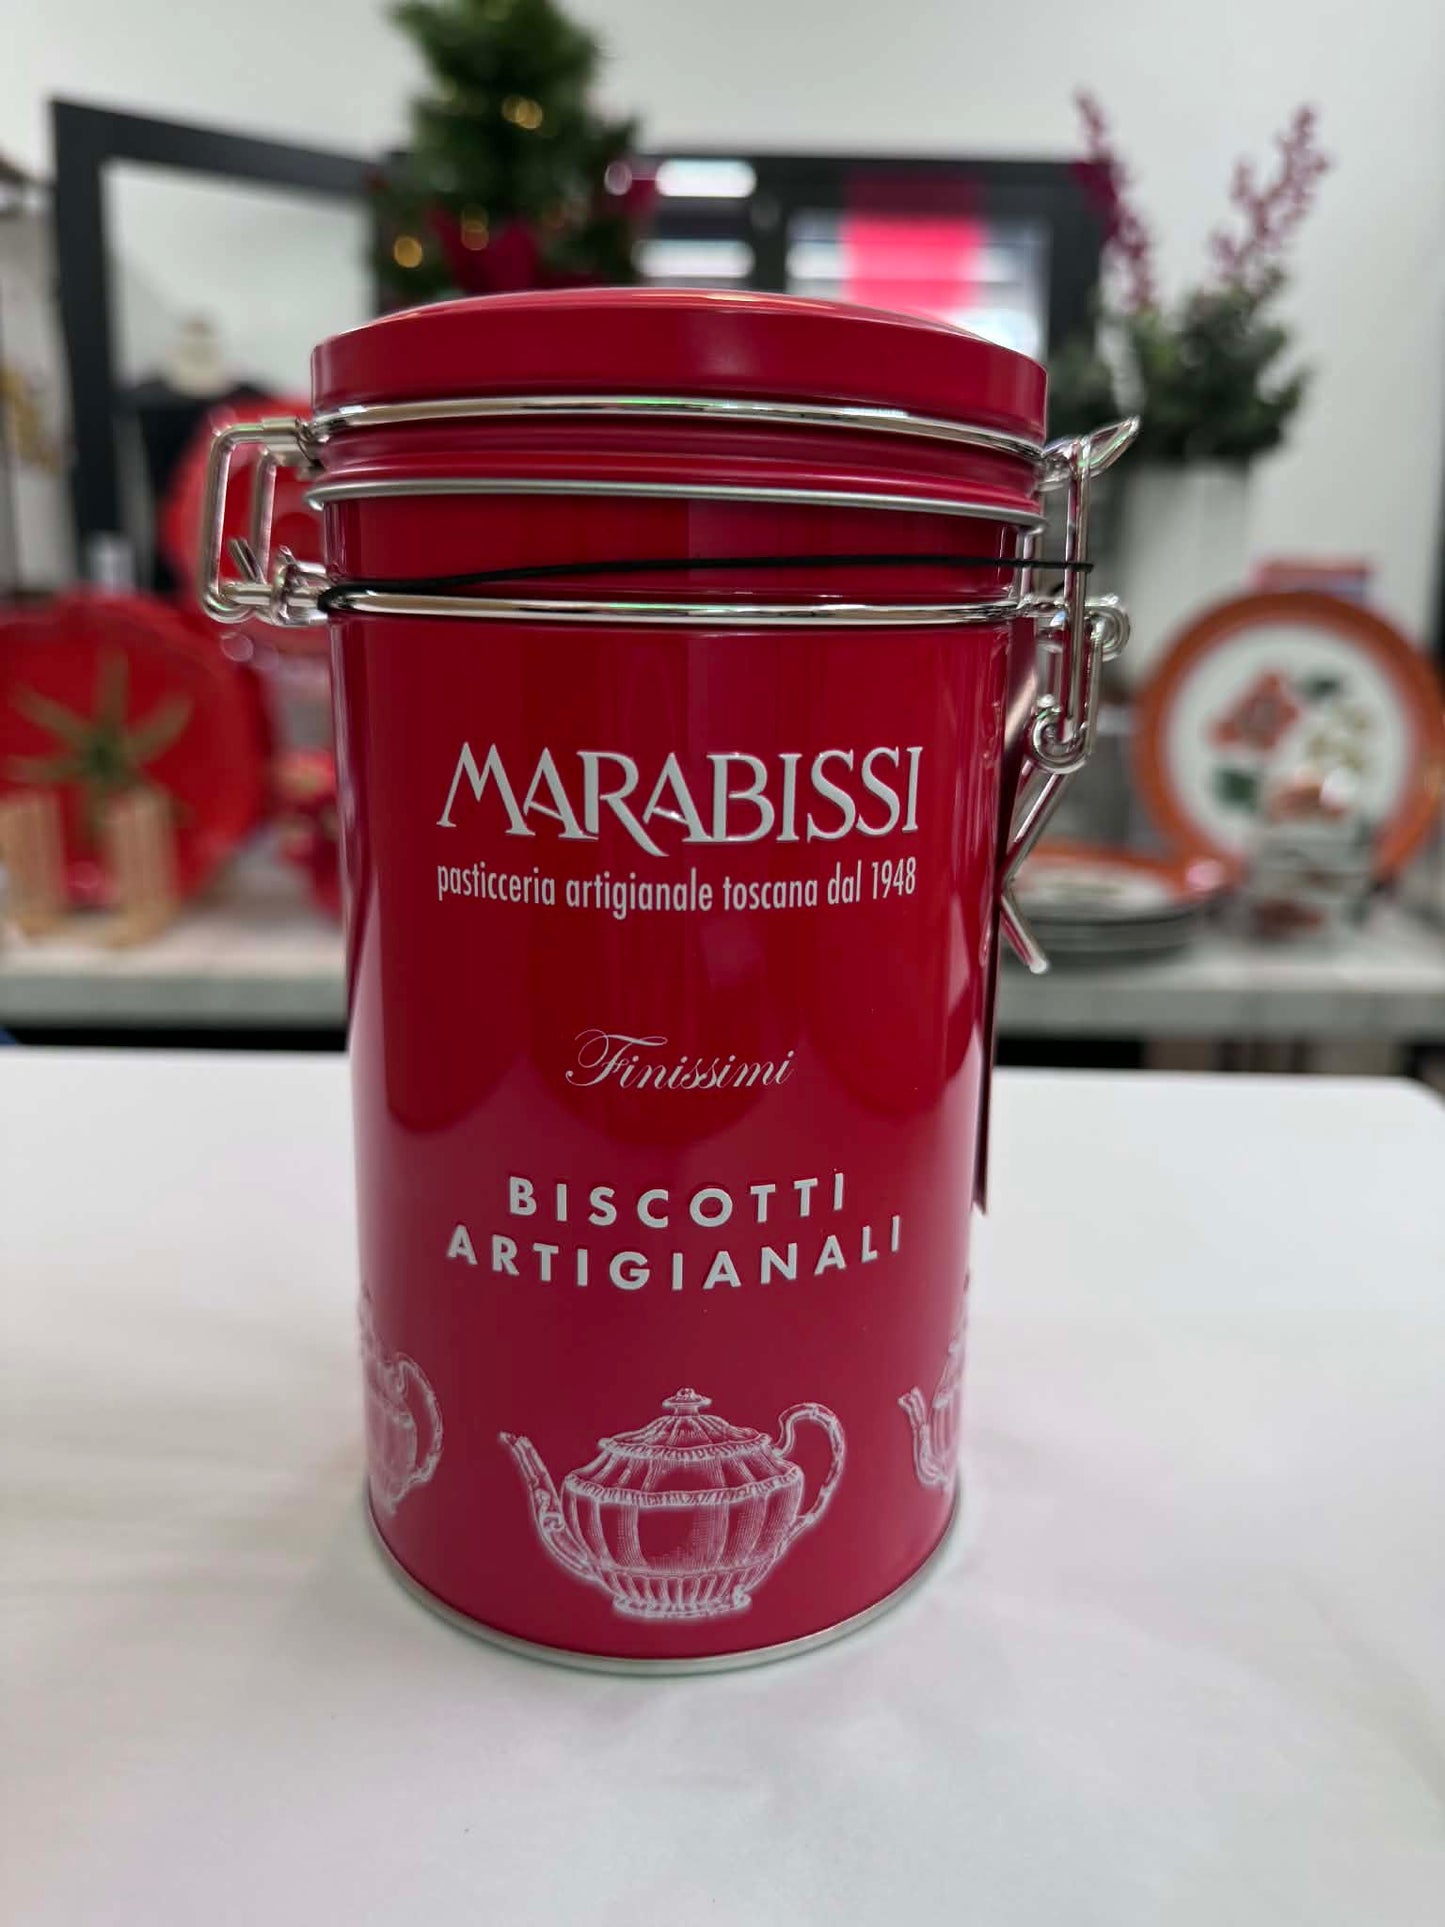 MARABISSI
pasticceria artigianale toscana dal 1948
Finissimi
BISCOTTI
ARTIGIANALI